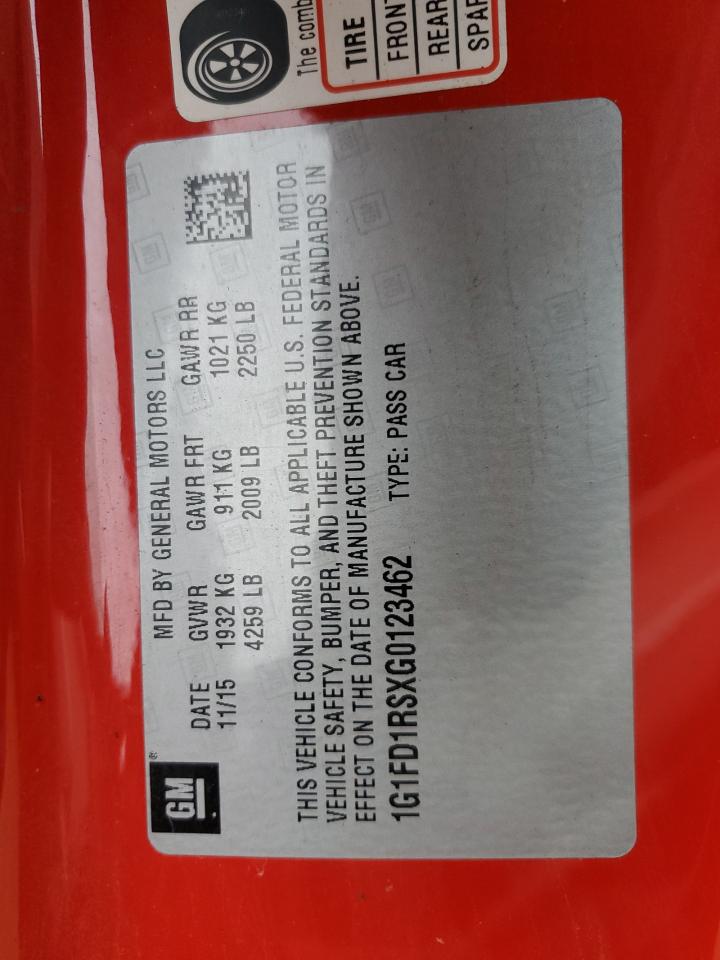 GM
®
MFD BY GENERAL MOTORS LLC
DATE GVWR GAWR FRT GAWR RR
11/15 1932 KG 911 KG 1021 KG
4259 LB 2009 LB 2250 LB
THIS VEHICLE CONFORMS TO ALL APPLICABLE U.S. FEDERAL MOTOR
VEHICLE SAFETY, BUMPER, AND THEFT PREVENTION STANDARDS IN
EFFECT ON THE DATE OF MANUFACTURE SHOWN ABOVE.
1G1FD1RSXG0123462 TYPE: PASS CAR
The comb
TIRE
FRONT
REAR
SPAR